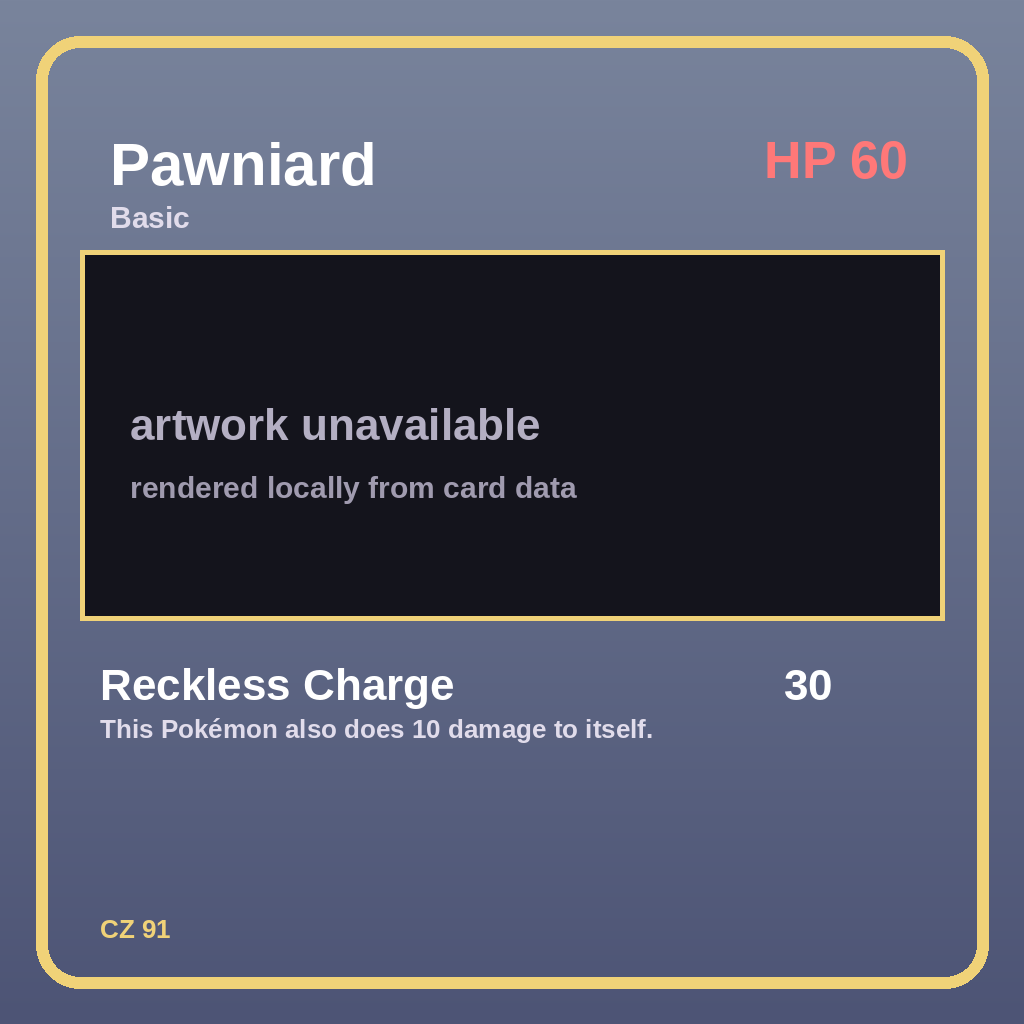 Pawniard
HP 60
Basic
artwork unavailable
rendered locally from card data
Reckless Charge
30
This Pokémon also does 10 damage to itself.
CZ 91